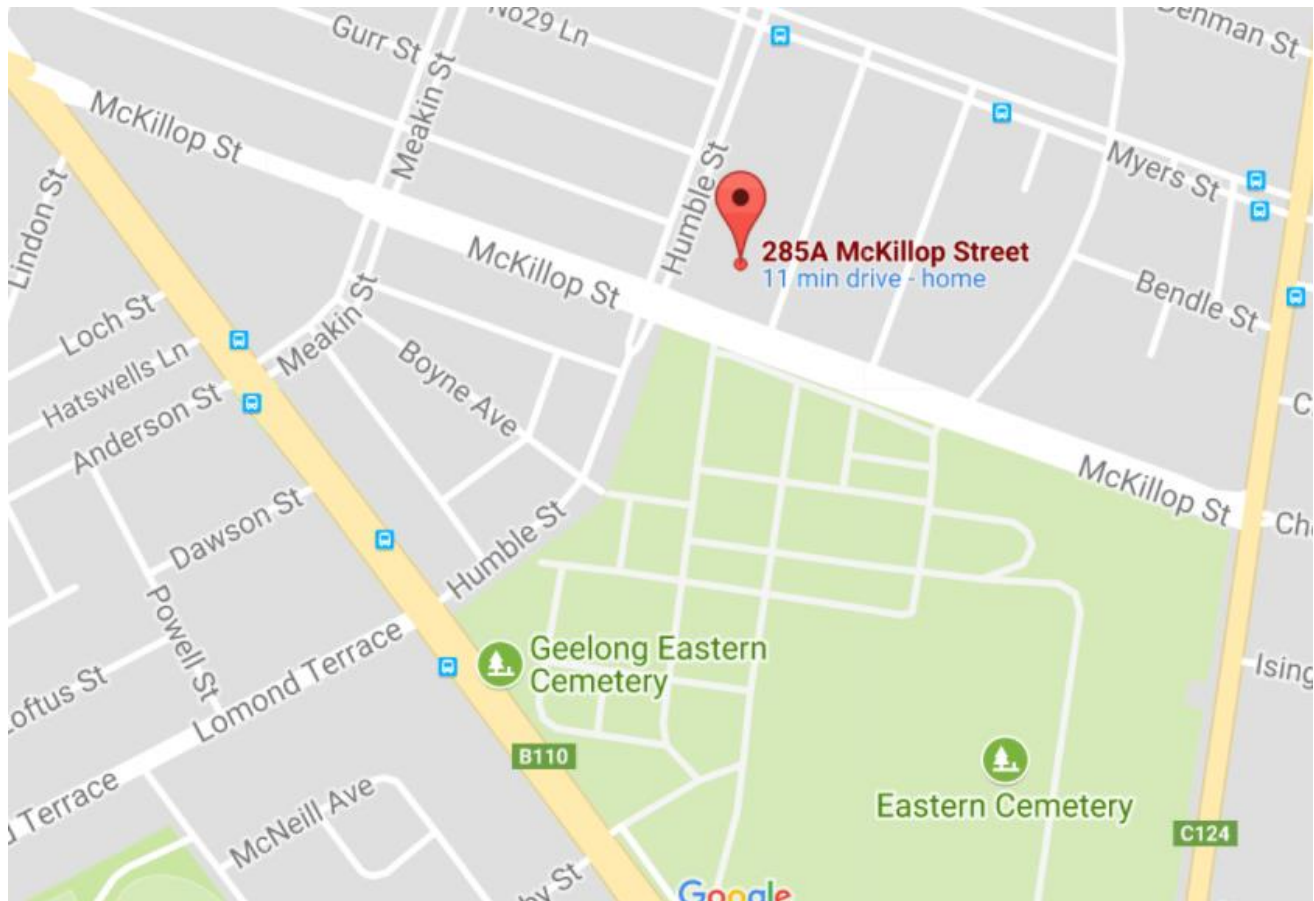 No29 Ln
Gurr St
Denman St
McKillop St
Meakin St
Humble St
Myers St
Lindon St
285A McKillop Street
11 min drive - home
McKillop St
Bendle St
Loch St
Meakin St
Hatswells Ln
Boyne Ave
Anderson St
McKillop St
Dawson St
Humble St
Powell St
Geelong Eastern
Cemetery
Lomond Terrace
B110
Eastern Cemetery
McNeill Ave
C124
Terrace
Google